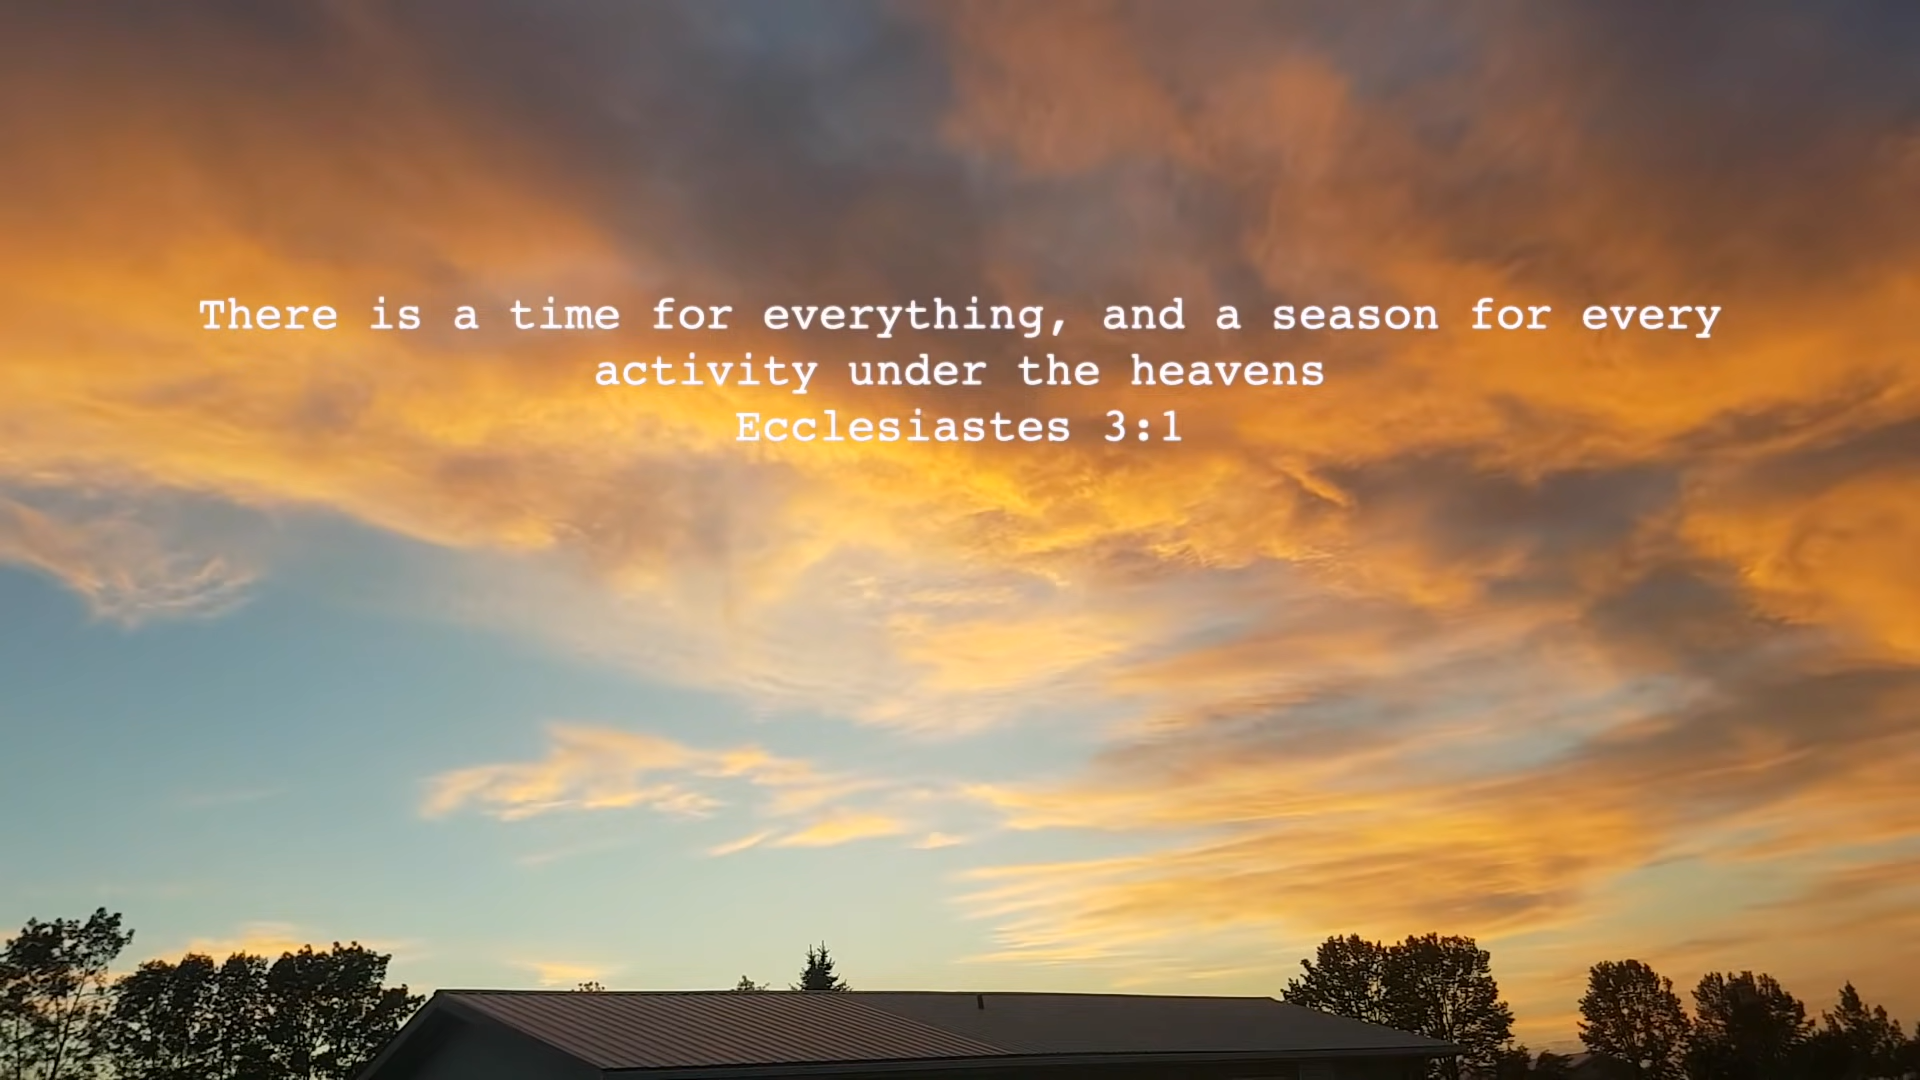 There is a time for everything, and a season for every
activity under the heavens
Ecclesiastes 3:1